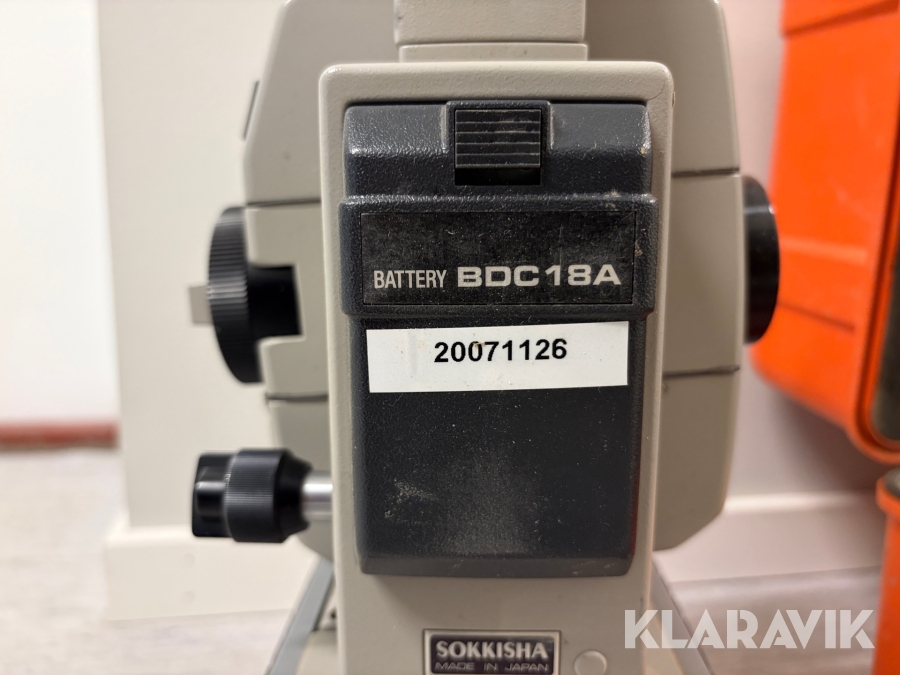 BATTERY BDC18A
20071126
SOKKISHA
MADE IN JAPAN
KLARAVIK